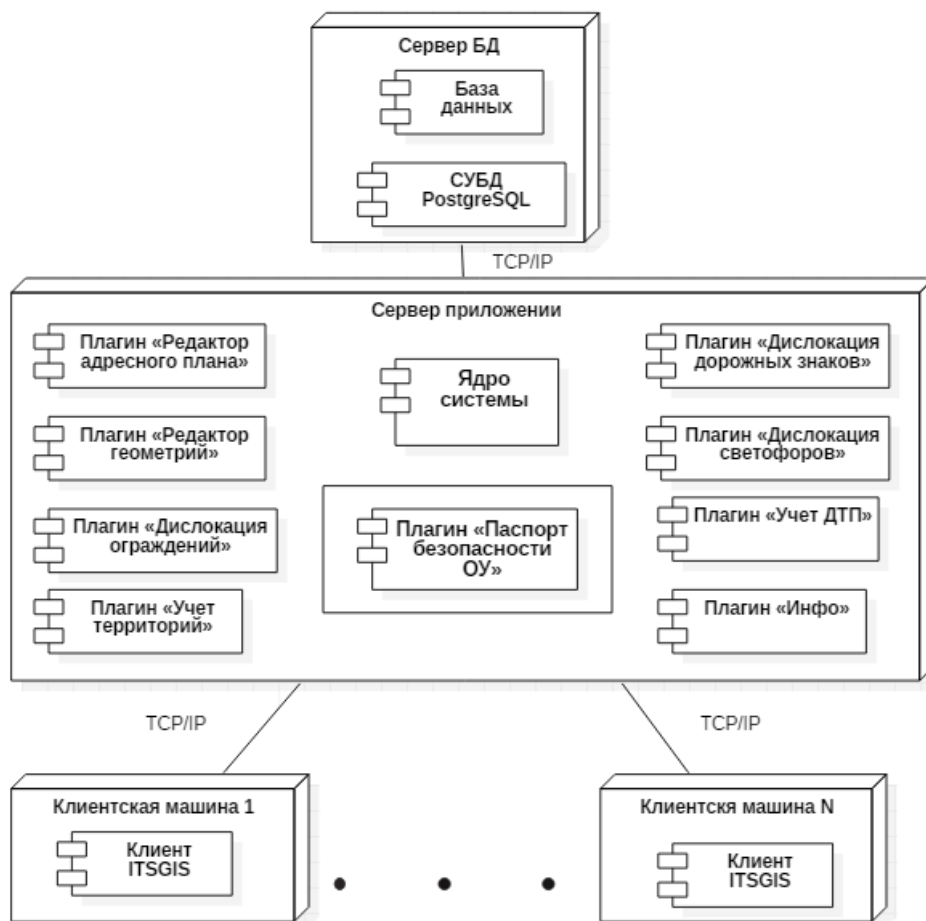 Сервер БД
База
данных
СУБД
PostgreSQL
TCP/IP
Сервер приложении
Плагин «Редактор
адресного плана»
Ядро
системы
Плагин «Дислокация
дорожных знаков»
Плагин «Редактор
геометрий»
Плагин «Дислокация
светофоров»
Плагин «Дислокация
ограждений»
Плагин «Паспорт
безопасности
ОУ»
Плагин «Учет ДТП»
Плагин «Учет
территорий»
Плагин «Инфо»
TCP/IP
TCP/IP
Клиентская машина 1
Клиент
ITSGIS
Клиентскя машина N
Клиент
ITSGIS